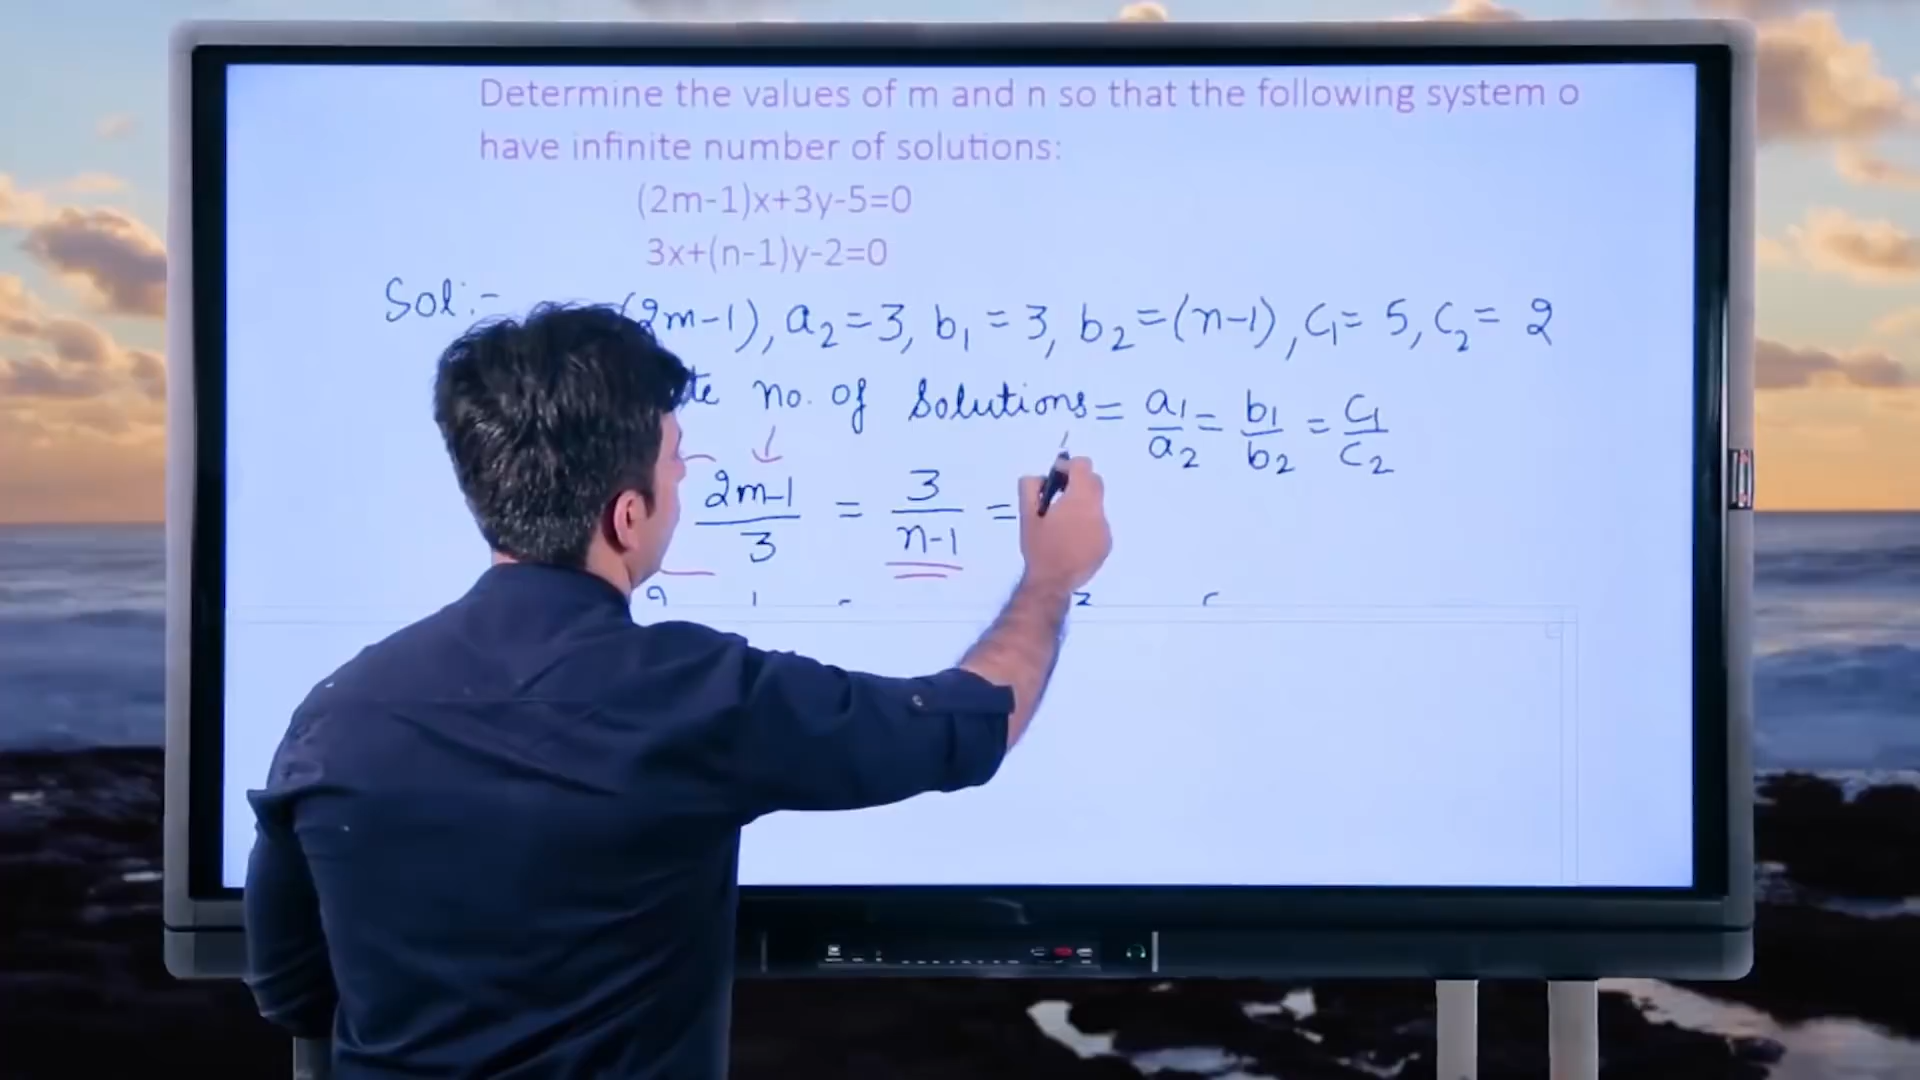 Determine the values of m and n so that the following system o
have infinite number of solutions:
(2m-1)x+3y-5=0
3x+(n-1)y-2=0
Sol:- (2m-1), a₂=3, b₁=3, b₂=(n-1), c₁=5, c₂=2
no. of Solutions = a₁/a₂ = b₁/b₂ = c₁/c₂
2m-1/3 = 3/n-1 =